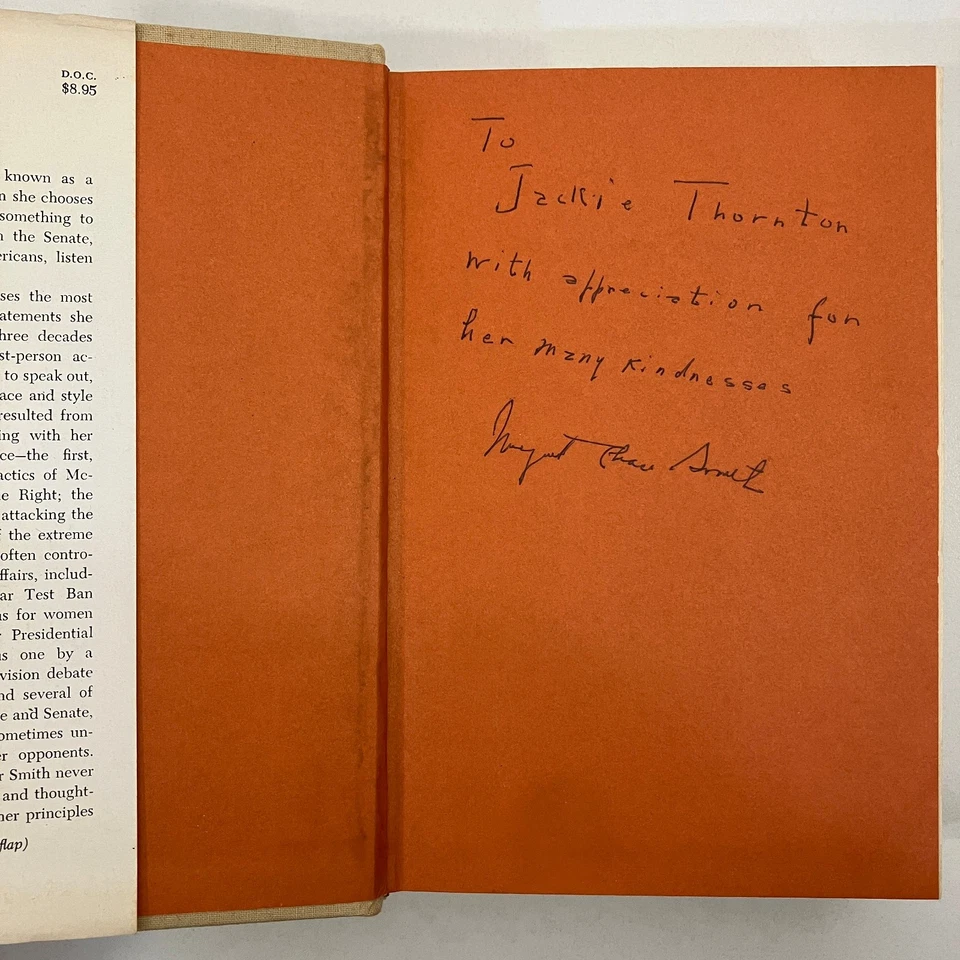 D.O.C.
$8.95
known as a
she chooses
something to
the Senate,
ericans, listen
ses the most
atements she
hree decades
st-person ac-
to speak out,
ace and style
resulted from
ing with her
ce—the first,
actics of Mc-
e Right; the
attacking the
f the extreme
often contro-
ffairs, includ-
ar Test Ban
ns for women
Presidential
s one by a
vision debate
nd several of
e and Senate,
ometimes un-
r opponents.
r Smith never
and thought-
her principles
flap)
To
Jackie Thornton
with appreciation for
her many kindnesses
Margaret Chase Smith